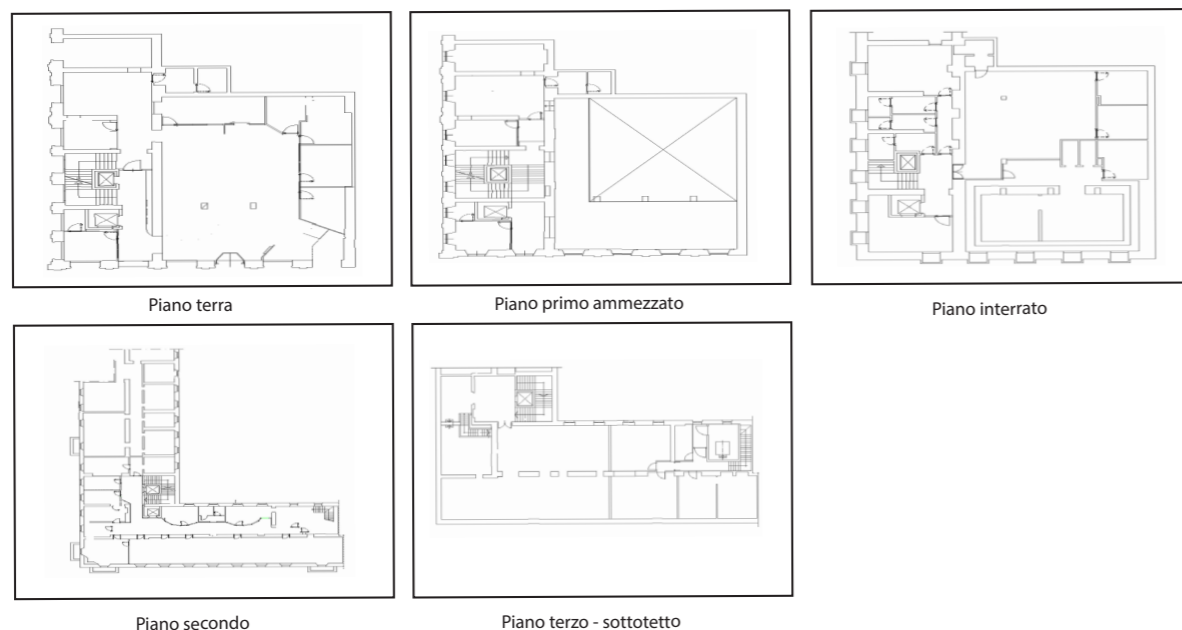 Piano terra
Piano primo ammezzato
Piano interrato
Piano secondo
Piano terzo - sottotetto